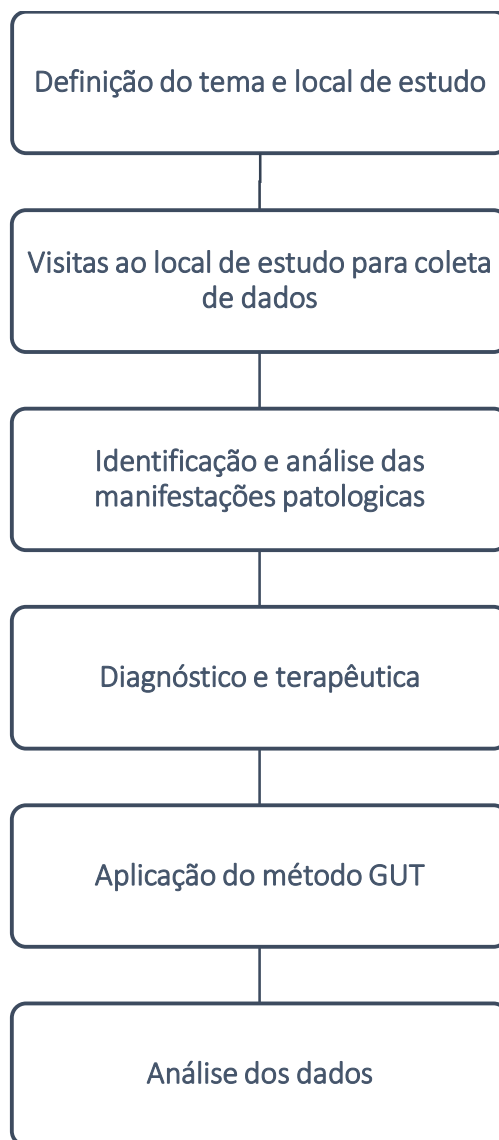 Definição do tema e local de estudo
Visitas ao local de estudo para coleta
de dados
Identificação e análise das
manifestações patologicas
Diagnóstico e terapêutica
Aplicação do método GUT
Análise dos dados